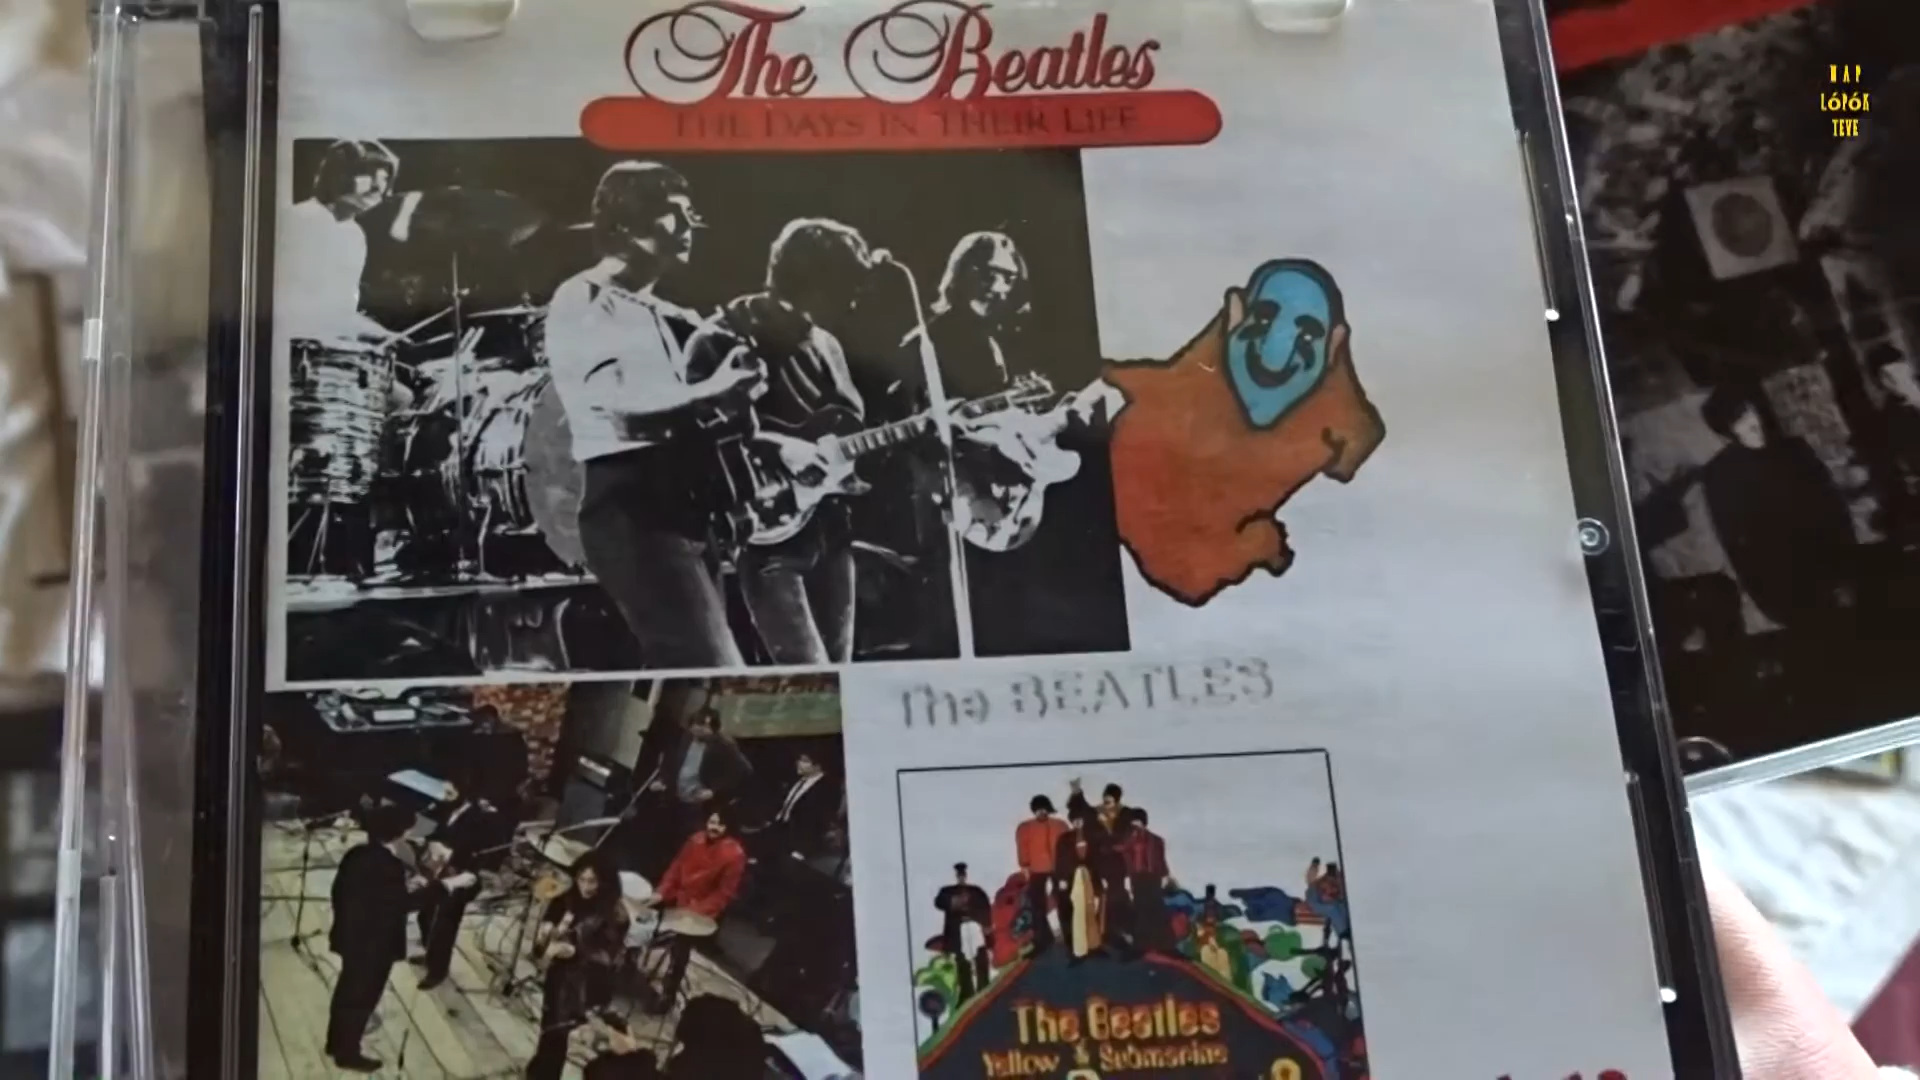 The Beatles
THE DAYS IN THEIR LIFE
NAP
LÓPÓK
TEVE
The BEATLES
The Beatles
Yellow Submarine